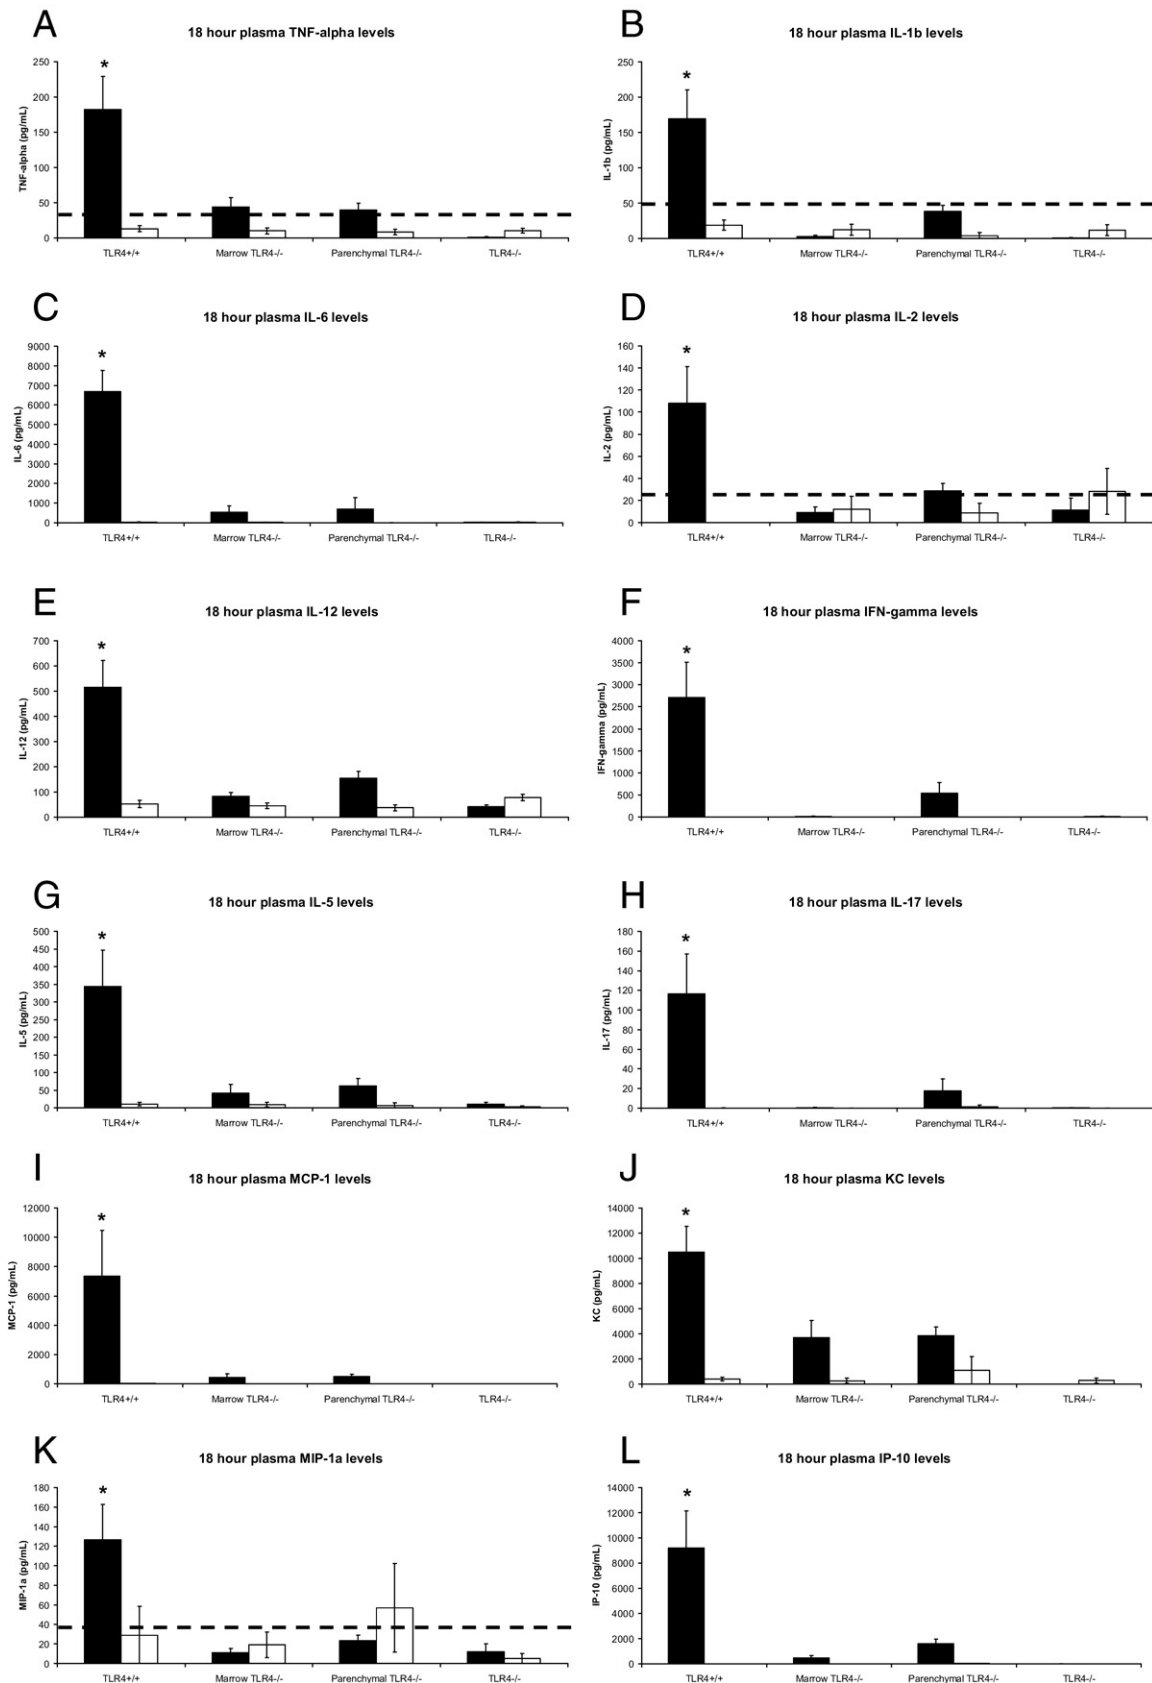 A
18 hour plasma TNF-alpha levels
TNF-alpha (pg/mL)
250
200
150
100
50
0
*
TLR4+/+ Marrow TLR4-/- Parenchymal TLR4-/- TLR4-/-
B
18 hour plasma IL-1b levels
IL-1b (pg/mL)
250
200
150
100
50
0
*
TLR4+/+ Marrow TLR4-/- Parenchymal TLR4-/- TLR4-/-
C
18 hour plasma IL-6 levels
IL-6 (pg/mL)
9000
8000
7000
6000
5000
4000
3000
2000
1000
0
*
TLR4+/+ Marrow TLR4-/- Parenchymal TLR4-/- TLR4-/-
D
18 hour plasma IL-2 levels
IL-2 (pg/mL)
160
140
120
100
80
60
40
20
0
*
TLR4+/+ Marrow TLR4-/- Parenchymal TLR4-/- TLR4-/-
E
18 hour plasma IL-12 levels
IL-12 (pg/mL)
700
600
500
400
300
200
100
0
*
TLR4+/+ Marrow TLR4-/- Parenchymal TLR4-/- TLR4-/-
F
18 hour plasma IFN-gamma levels
IFN-gamma (pg/mL)
4000
3500
3000
2500
2000
1500
1000
500
0
*
TLR4+/+ Marrow TLR4-/- Parenchymal TLR4-/- TLR4-/-
G
18 hour plasma IL-5 levels
IL-5 (pg/mL)
500
450
400
350
300
250
200
150
100
50
0
*
TLR4+/+ Marrow TLR4-/- Parenchymal TLR4-/- TLR4-/-
H
18 hour plasma IL-17 levels
IL-17 (pg/mL)
180
160
140
120
100
80
60
40
20
0
*
TLR4+/+ Marrow TLR4-/- Parenchymal TLR4-/- TLR4-/-
I
18 hour plasma MCP-1 levels
MCP-1 (pg/mL)
12000
10000
8000
6000
4000
2000
0
*
TLR4+/+ Marrow TLR4-/- Parenchymal TLR4-/- TLR4-/-
J
18 hour plasma KC levels
KC (pg/mL)
14000
12000
10000
8000
6000
4000
2000
0
*
TLR4+/+ Marrow TLR4-/- Parenchymal TLR4-/- TLR4-/-
K
18 hour plasma MIP-1a levels
MIP-1a (pg/mL)
180
160
140
120
100
80
60
40
20
0
*
TLR4+/+ Marrow TLR4-/- Parenchymal TLR4-/- TLR4-/-
L
18 hour plasma IP-10 levels
IP-10 (pg/mL)
14000
12000
10000
8000
6000
4000
2000
0
*
TLR4+/+ Marrow TLR4-/- Parenchymal TLR4-/- TLR4-/-